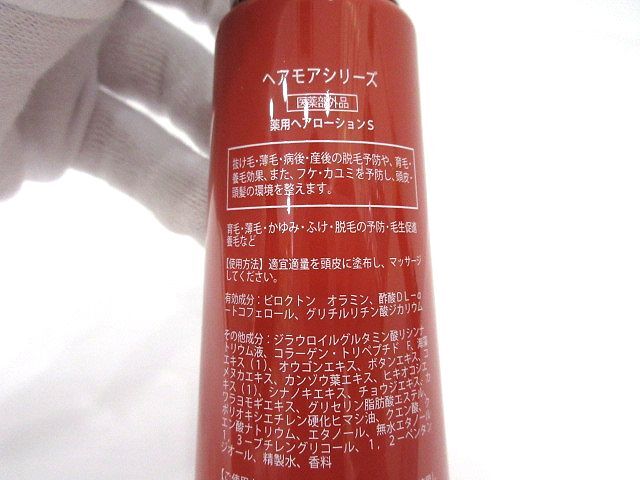 ヘアモアシリーズ
医薬部外品
薬用ヘアローションS
抜け毛・薄毛・病後・産後の脱毛予防や、育毛・
養毛効果、また、フケ・カユミを予防し、頭皮・
頭髪の環境を整えます。
育毛・薄毛・かゆみ・ふけ・脱毛の予防・毛生促進
養毛など
【使用方法】適宜適量を頭皮に塗布し、マッサージ
してください。
有効成分：ピロクトン　オラミン、酢酸DL-α
ートコフェロール、グリチルリチン酸ジカリウム
その他成分：ジラウロイルグルタミン酸リシンナ
トリウム液、コラーゲン・トリペプチド F、海藻
エキス（1）、オウゴンエキス、ボタンエキス、コ
メヌカエキス、カンゾウ葉エキス、ヒキオコシエ
キス（1）、シナノキエキス、チョウジエキス、カ
ワラヨモギエキス、グリセリン脂肪酸エステル、
ポリオキシエチレン硬化ヒマシ油、クエン酸、ク
エン酸ナトリウム、エタノール、無水エタノール
1，3－ブチレングリコール、1，2－ペンタン
ジオール、精製水、香料
【ご使用